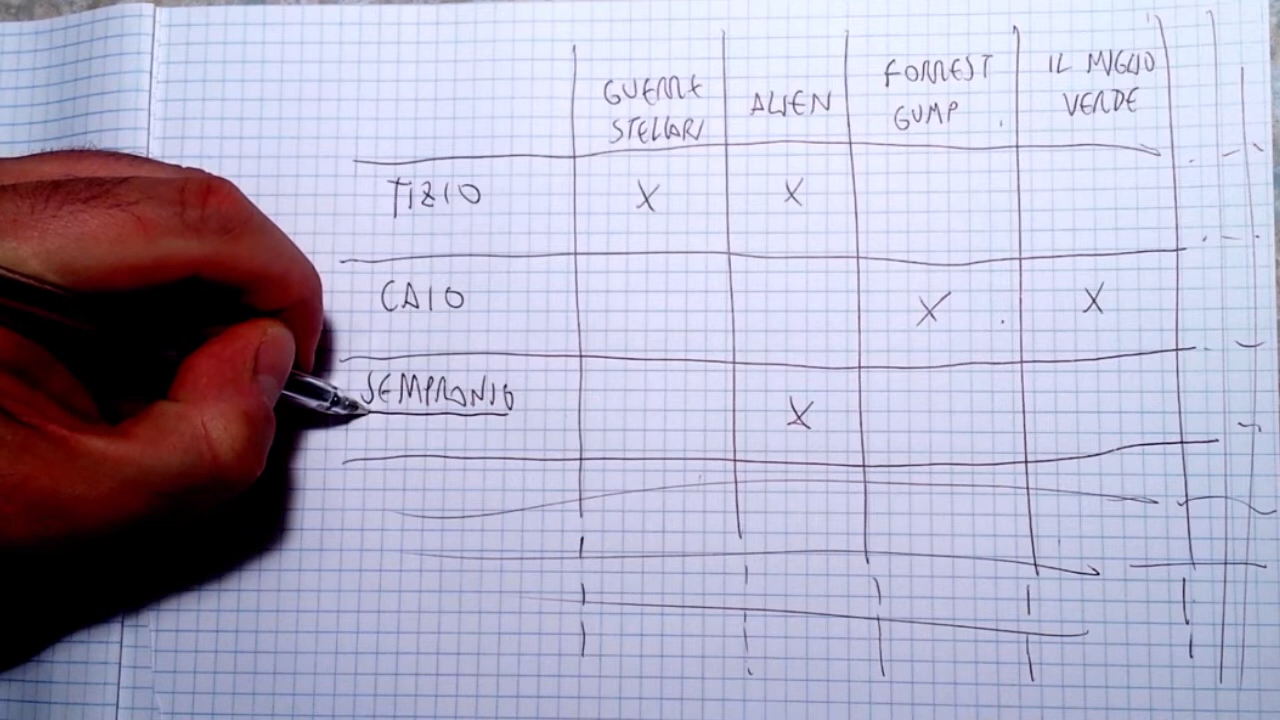 GUERRE
STELLARI
ALIEN
FORREST
GUMP
IL MIGLIO
VERDE
TIZIO X X
CAIO X X
SEMPRONIO X